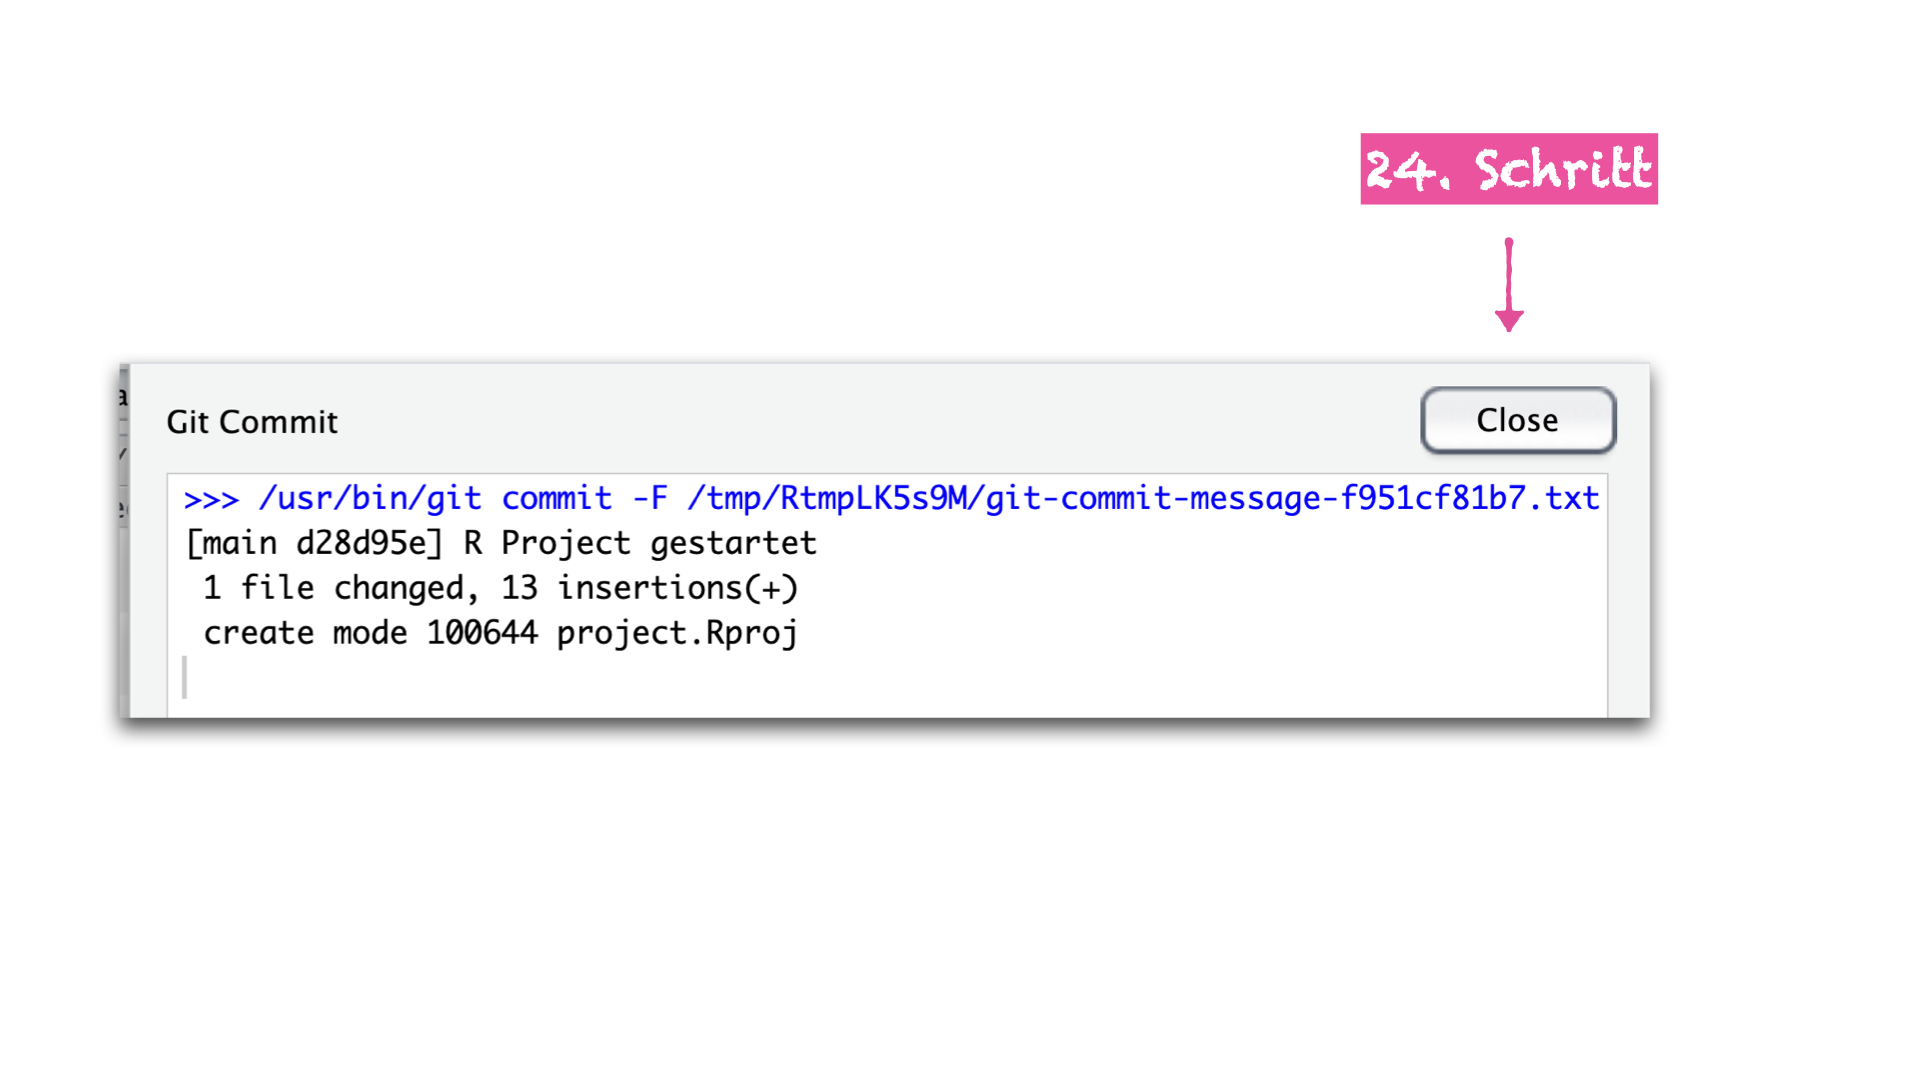 24. Schritt
Git Commit
Close
>>> /usr/bin/git commit -F /tmp/RtmpLK5s9M/git-commit-message-f951cf81b7.txt
[main d28d95e] R Project gestartet
1 file changed, 13 insertions(+)
create mode 100644 project.Rproj